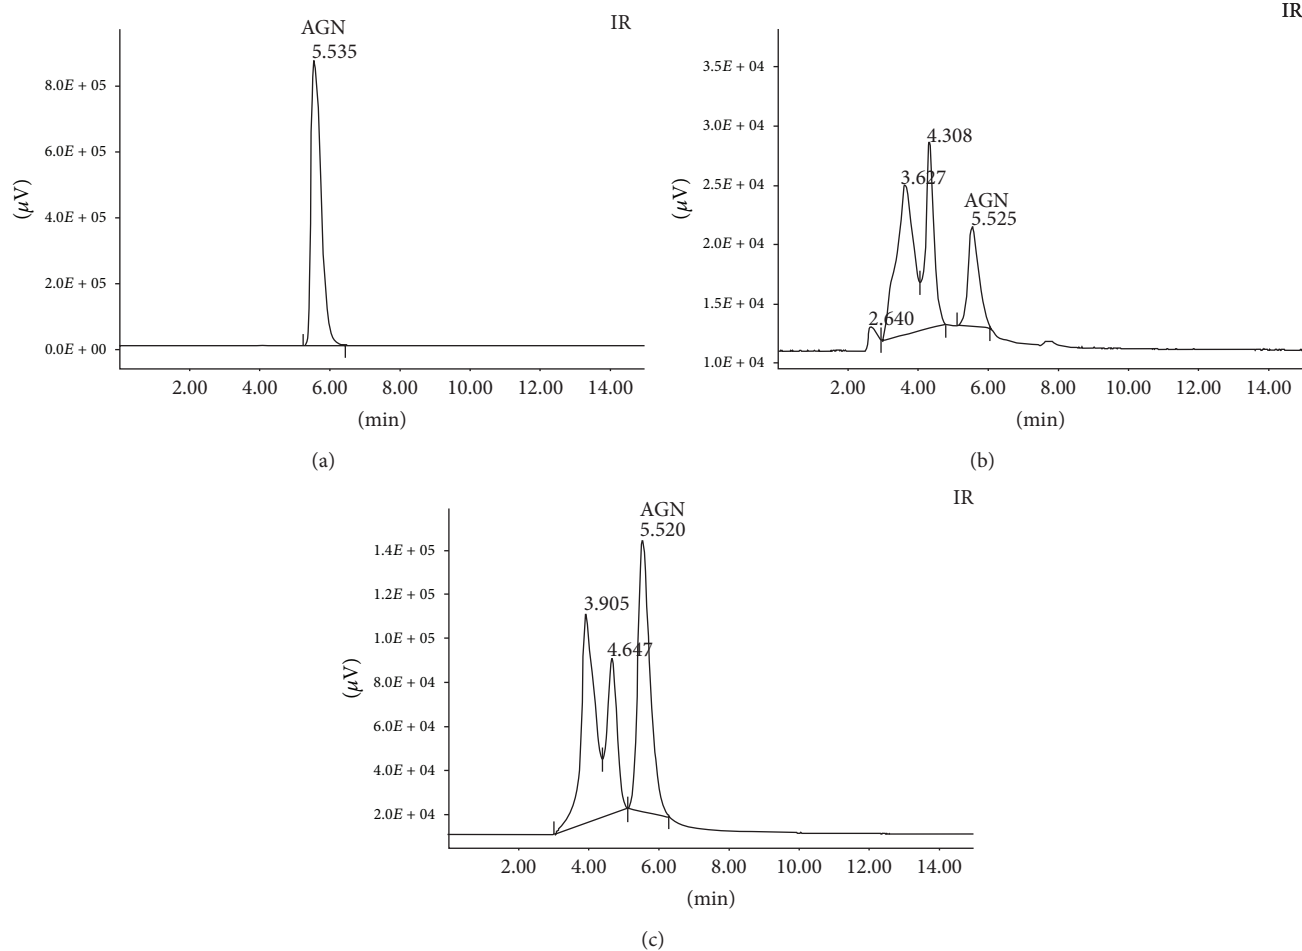 IR
AGN
5.535
8.0E + 05
6.0E + 05
4.0E + 05
2.0E + 05
0.0E + 00
(μV)
2.00 4.00 6.00 8.00 10.00 12.00 14.00
(min)
(a)
IR
3.5E + 04
3.0E + 04
2.5E + 04
2.0E + 04
1.5E + 04
1.0E + 04
(μV)
4.308
3.627
AGN
5.525
2.640
2.00 4.00 6.00 8.00 10.00 12.00 14.00
(min)
(b)
IR
AGN
5.520
1.4E + 05
1.2E + 05
1.0E + 05
8.0E + 04
6.0E + 04
4.0E + 04
2.0E + 04
(μV)
3.905
4.647
2.00 4.00 6.00 8.00 10.00 12.00 14.00
(min)
(c)